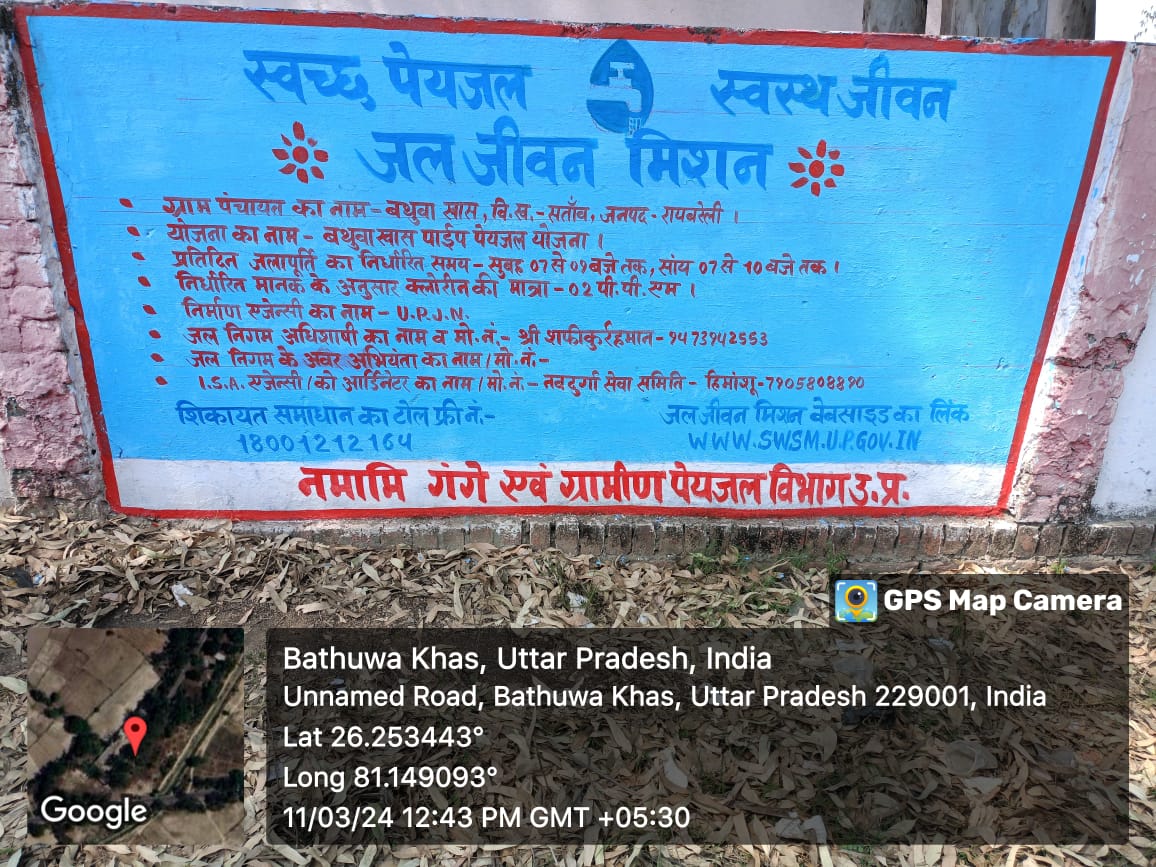 स्वच्छ पेयजल स्वस्थ जीवन
जल जीवन मिशन
• ग्राम पंचायत का नाम - बथुवा खास, वि.ख.- सताँव, जनपद - रायबरेली ।
• योजना का नाम - बथुवा खास पाईप पेयजल योजना ।
• प्रतिदिन जलापूर्ति का निर्धारित समय - सुबह 07 से 09 बजे तक, सांय 07 से 10 बजे तक ।
• निर्धारित मानक के अनुसार क्लोरीन की मात्रा - 02 पी.पी.एम ।
• निर्माण एजेन्सी का नाम - U.P.J.N.
• जल निगम अधिशाषी का नाम व मो.नं.- श्री शफीकुर्रहमान - 9473942553
• जल निगम के अवर अभियंता का नाम / मो.नं.-
• I.S.A. एजेन्सी / को आर्डिनेटर का नाम / मो.नं.- नवदुर्गा सेवा समिति - हिमांशू - 7905808890
शिकायत समाधान का टोल फ्री नं.- जल जीवन मिशन वेबसाइड का लिंक
18001212164 WWW.SWSM.UP.GOV.IN
नमामि गंगे एवं ग्रामीण पेयजल विभाग उ.प्र.
GPS Map Camera
Bathuwa Khas, Uttar Pradesh, India
Unnamed Road, Bathuwa Khas, Uttar Pradesh 229001, India
Lat 26.253443°
Long 81.149093°
11/03/24 12:43 PM GMT +05:30
Google